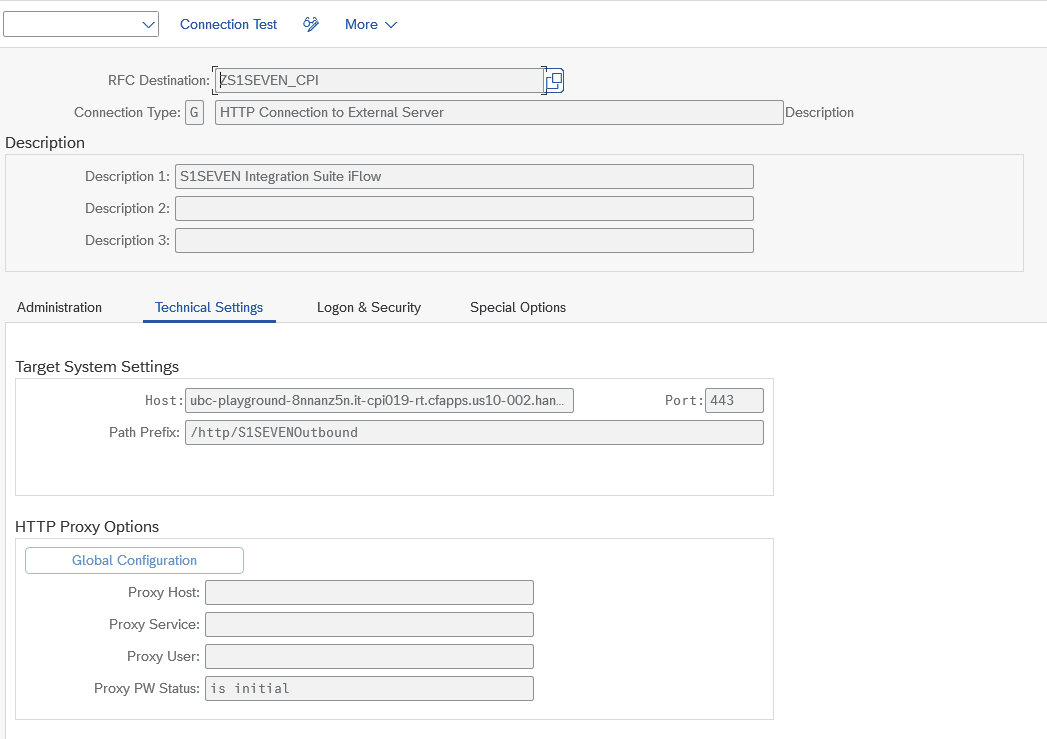 Connection Test More
RFC Destination: ZS1SEVEN_CPI
Connection Type: G HTTP Connection to External Server Description
Description
Description 1: S1SEVEN Integration Suite iFlow
Description 2:
Description 3:
Administration Technical Settings Logon & Security Special Options
Target System Settings
Host: ubc-playground-8nnanz5n.it-cpi019-rt.cfapps.us10-002.han... Port: 443
Path Prefix: /http/S1SEVENOutbound
HTTP Proxy Options
Global Configuration
Proxy Host:
Proxy Service:
Proxy User:
Proxy PW Status: is initial